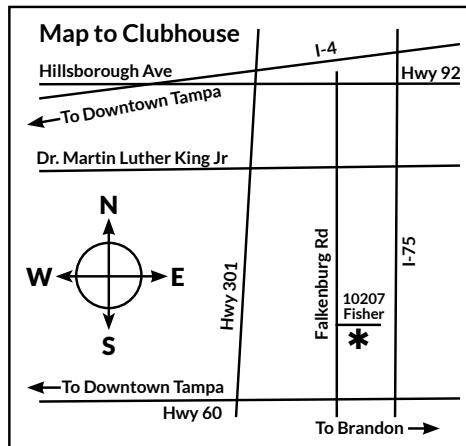 Map to Clubhouse
I-4
Hillsborough Ave
Hwy 92
To Downtown Tampa
Dr. Martin Luther King Jr
N
W
E
S
Hwy 301
Falkenburg Rd
I-75
10207
Fisher
*
To Downtown Tampa
Hwy 60
To Brandon